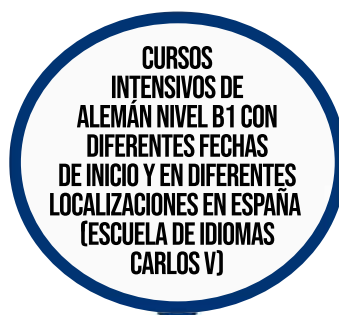 CURSOS
INTENSIVOS DE
ALEMÁN NIVEL B1 CON
DIFERENTES FECHAS
DE INICIO Y EN DIFERENTES
LOCALIZACIONES EN ESPAÑA
(ESCUELA DE IDIOMAS
CARLOS V)